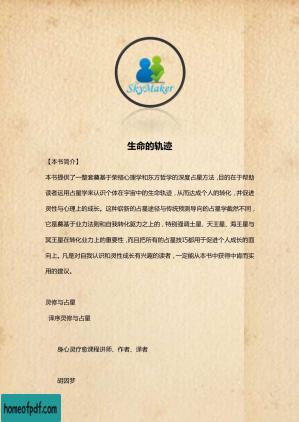 SkyMaker
生命的轨迹
【本书简介】
本书提供了一整套奠基于荣格心理学和东方哲学的深度占星方法,目的在于帮助
读者运用占星学来认识个体在宇宙中的生命轨迹,从而达成个人的转化,并促进
灵性与心理上的成长。这种崭新的占星途径与传统预测导向的占星学截然不同,
它是奠基于业力法则和自我转化能力之上的,特别强调土星、天王星、海王星与
冥王星在转化业力上的重要性,而且把所有的占星技巧都用于促进个人成长的面
向上。凡是对自我认识和灵性成长有兴趣的读者,一定能从本书中获得中肯而实
用的建议。
灵修与占星
译序灵修与占星
身心灵疗愈课程讲师、作者、译者
胡因梦
homeofpdf.com